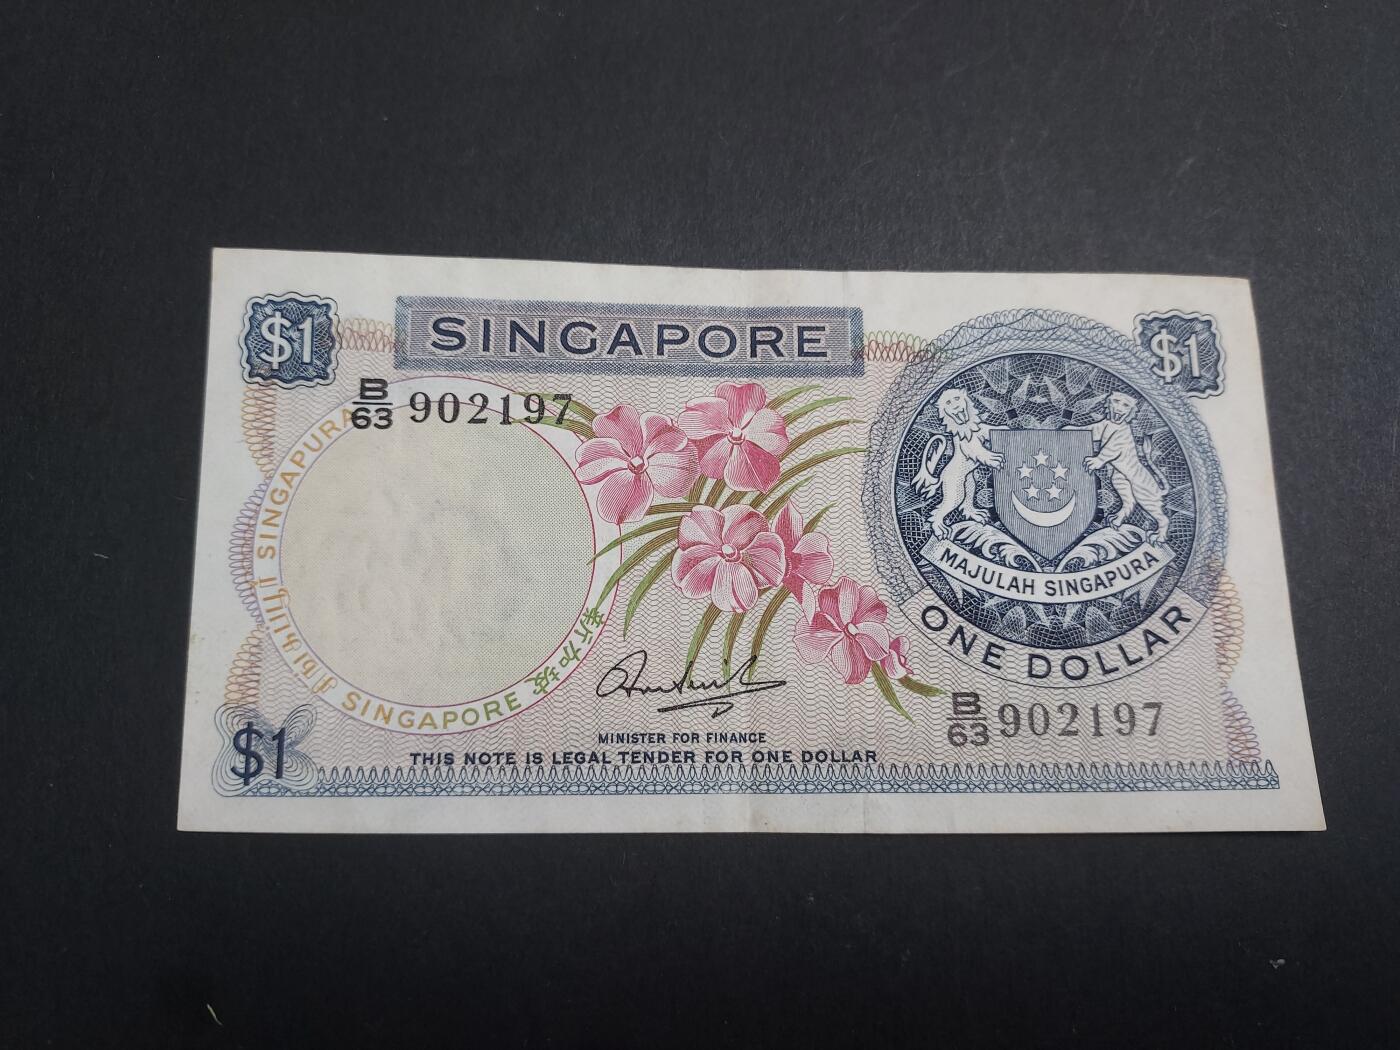 $1
SINGAPORE
$1
B/63 902197
SINGAPURA
சிங்கப்பூர்
SINGAPORE
新加坡
MAJULAH SINGAPURA
ONE DOLLAR
B/63 902197
MINISTER FOR FINANCE
THIS NOTE IS LEGAL TENDER FOR ONE DOLLAR
$1